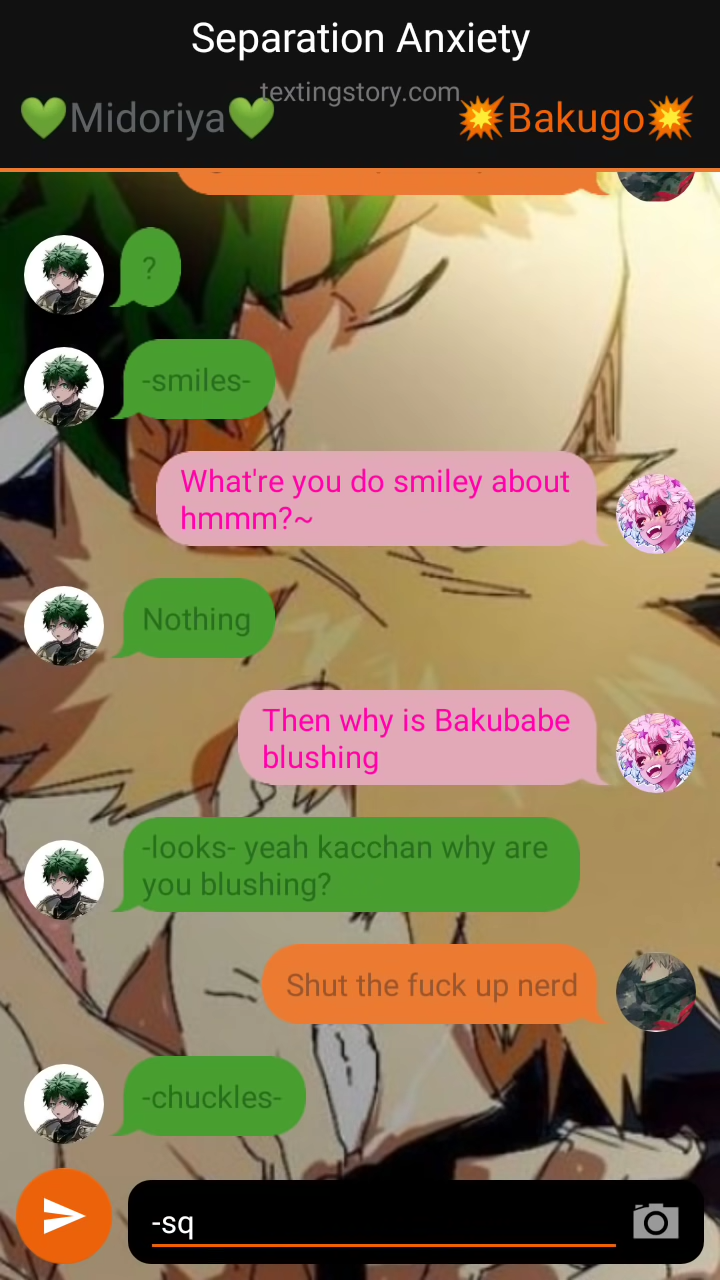 Separation Anxiety
textingstory.com
💚Midoriya💚
💥Bakugo💥
?
-smiles-
What're you do smiley about
hmmm?~
Nothing
Then why is Bakubabe
blushing
-looks- yeah kacchan why are
you blushing?
Shut the fuck up nerd
-chuckles-
-sq